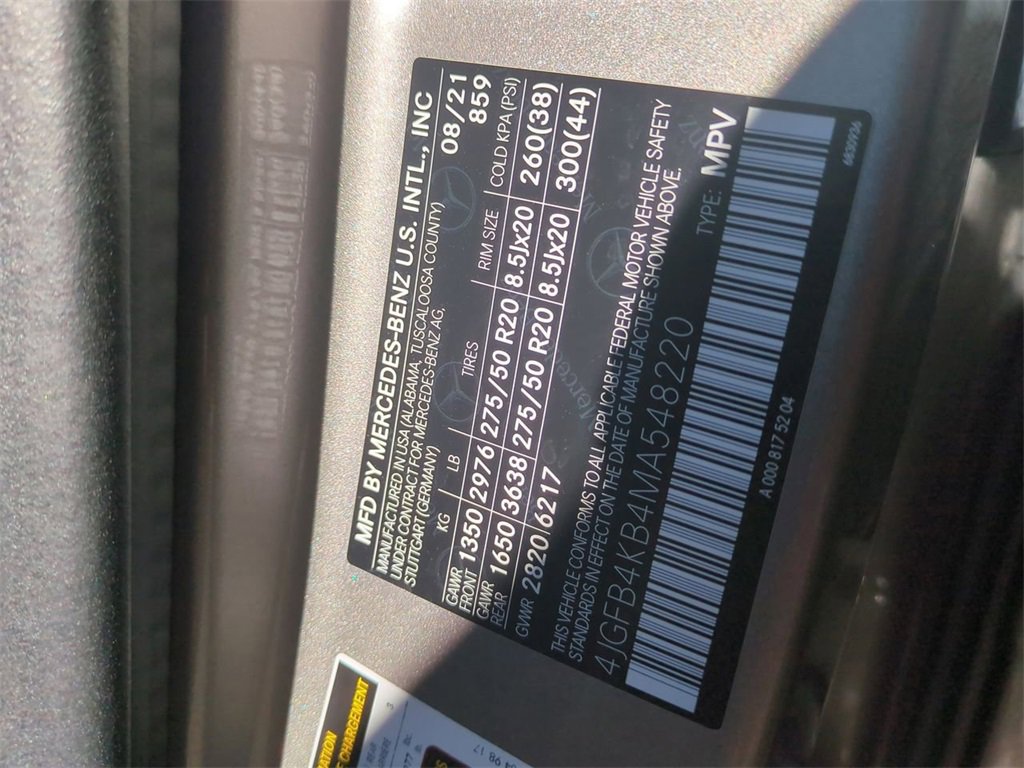 MFD BY MERCEDES-BENZ U.S. INTL., INC
MANUFACTURED IN USA (ALABAMA, TUSCALOOSA COUNTY)
UNDER CONTRACT FOR MERCEDES-BENZ AG,
STUTTGART (GERMANY) 08/21
859
KG LB TIRES RIM SIZE COLD KPA (PSI)
GAWR FRONT 1350 2976 275/50 R20 8.5Jx20 260(38)
GAWR REAR 1650 3638 275/50 R20 8.5Jx20 300(44)
GVWR 2820 6217
THIS VEHICLE CONFORMS TO ALL APPLICABLE FEDERAL MOTOR VEHICLE SAFETY
STANDARDS IN EFFECT ON THE DATE OF MANUFACTURE SHOWN ABOVE.
4JGFB4KB4MA548220 TYPE: MPV
A 000 817 52 04
REAR
3